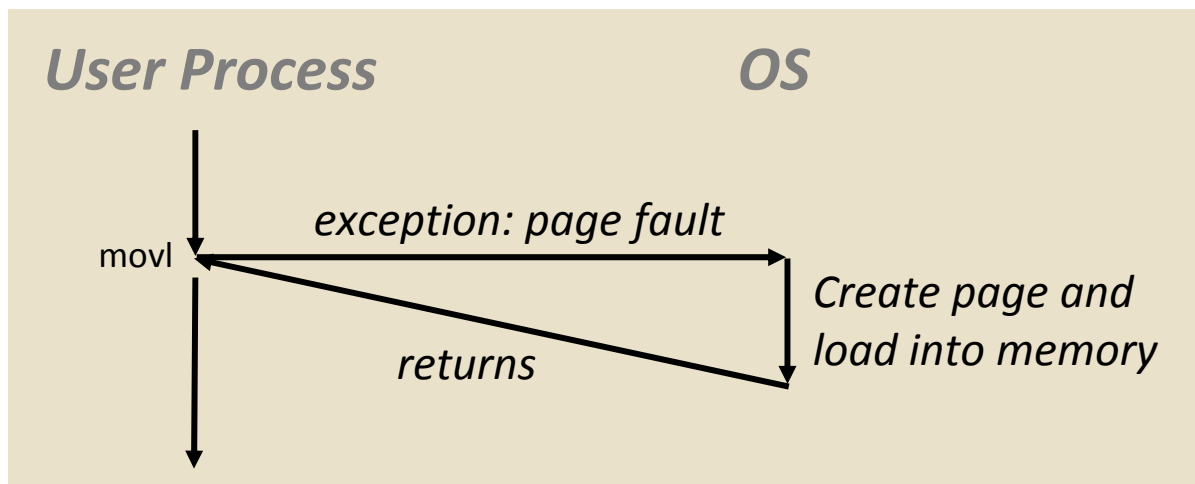 User Process
OS
exception: page fault
movl
Create page and
load into memory
returns